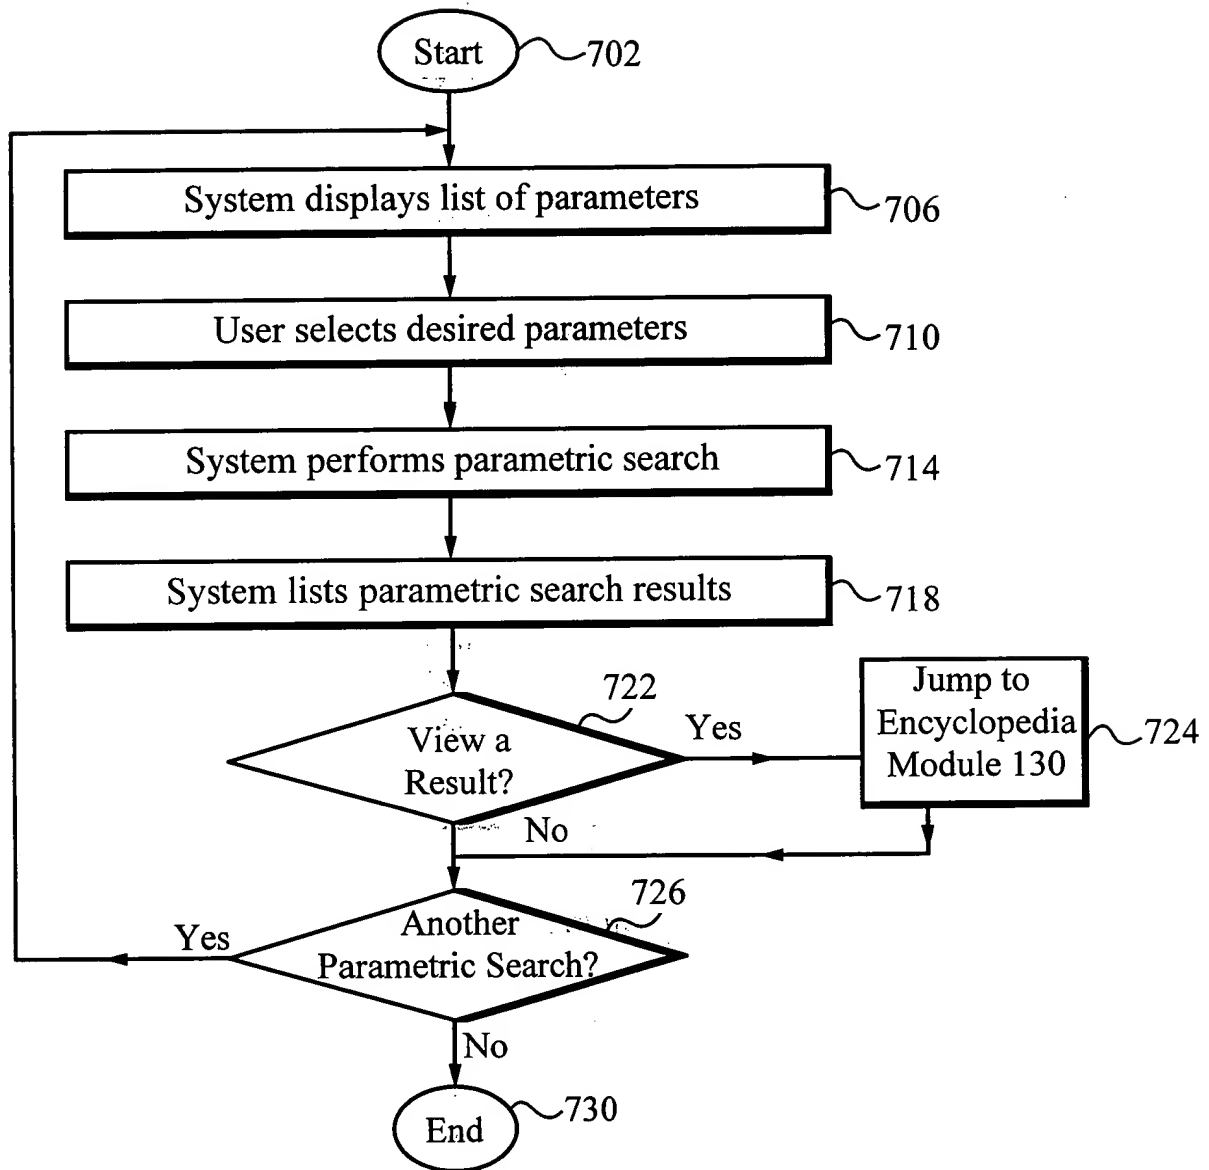 Start
702
System displays list of parameters
706
User selects desired parameters
710
System performs parametric search
714
System lists parametric search results
718
722
View a
Result?
Yes
Jump to
Encyclopedia
Module 130
724
No
726
Another
Parametric Search?
Yes
No
End
730